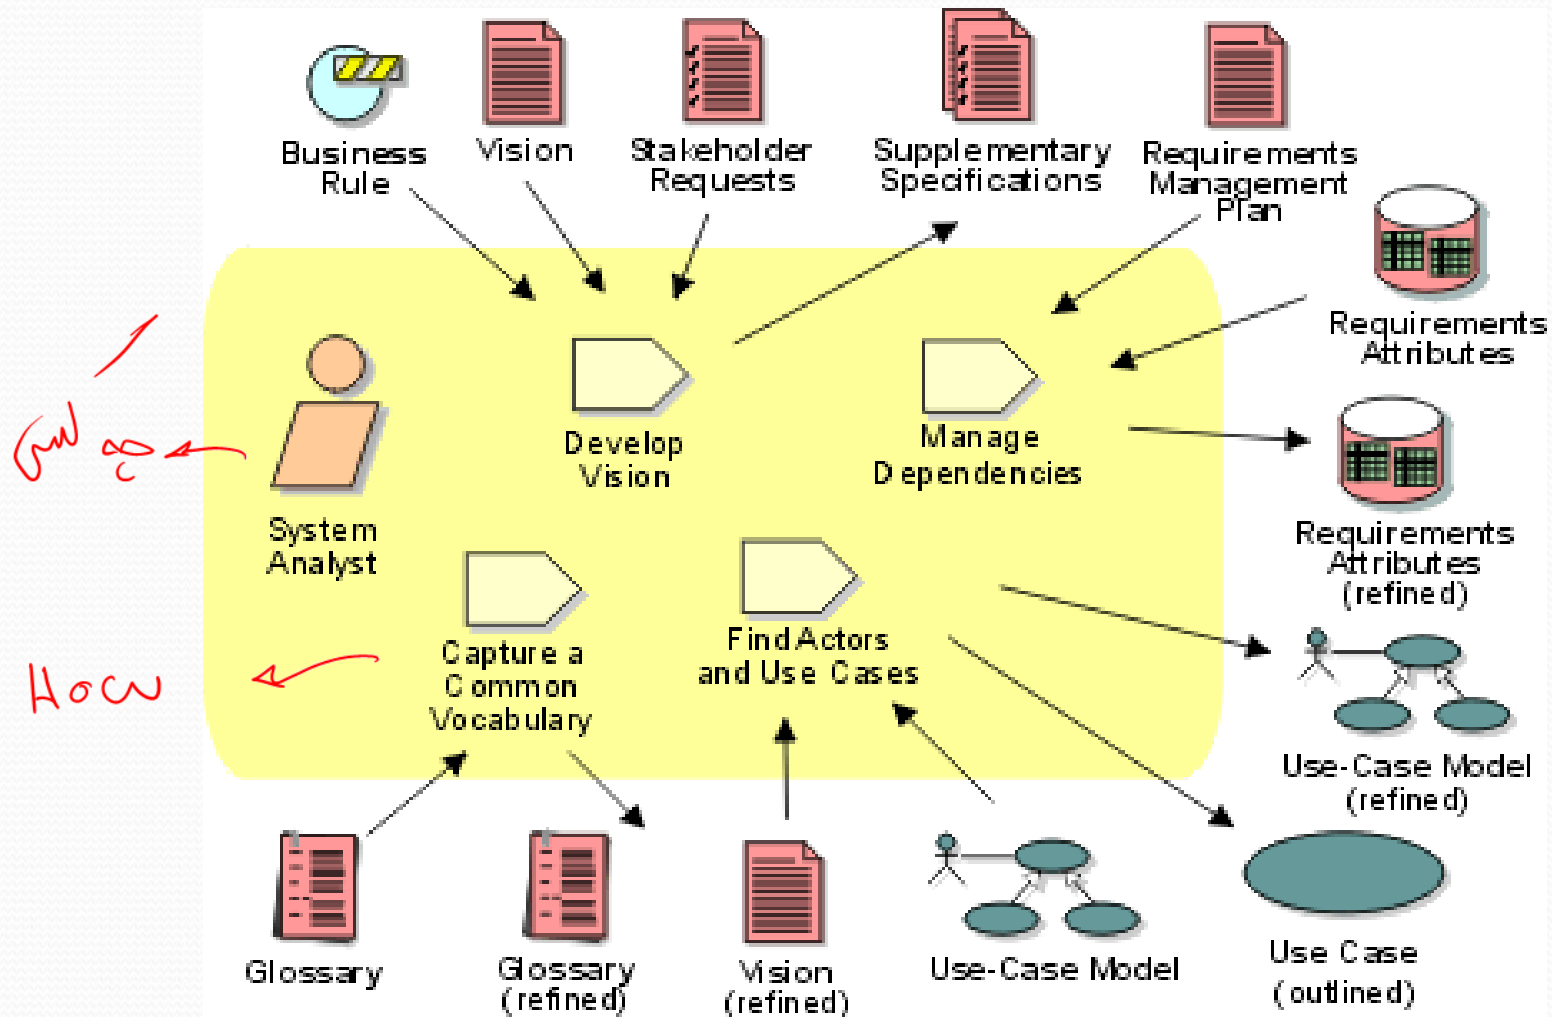 Business
Rule
Vision
Stakeholder
Requests
Supplementary
Specifications
Requirements
Management
Plan
Requirements
Attributes
System
Analyst
Develop
Vision
Manage
Dependencies
Requirements
Attributes
(refined)
Capture a
Common
Vocabulary
Find Actors
and Use Cases
How
Use-Case Model
(refined)
Glossary
Glossary
(refined)
Vision
(refined)
Use-Case Model
Use Case
(outlined)